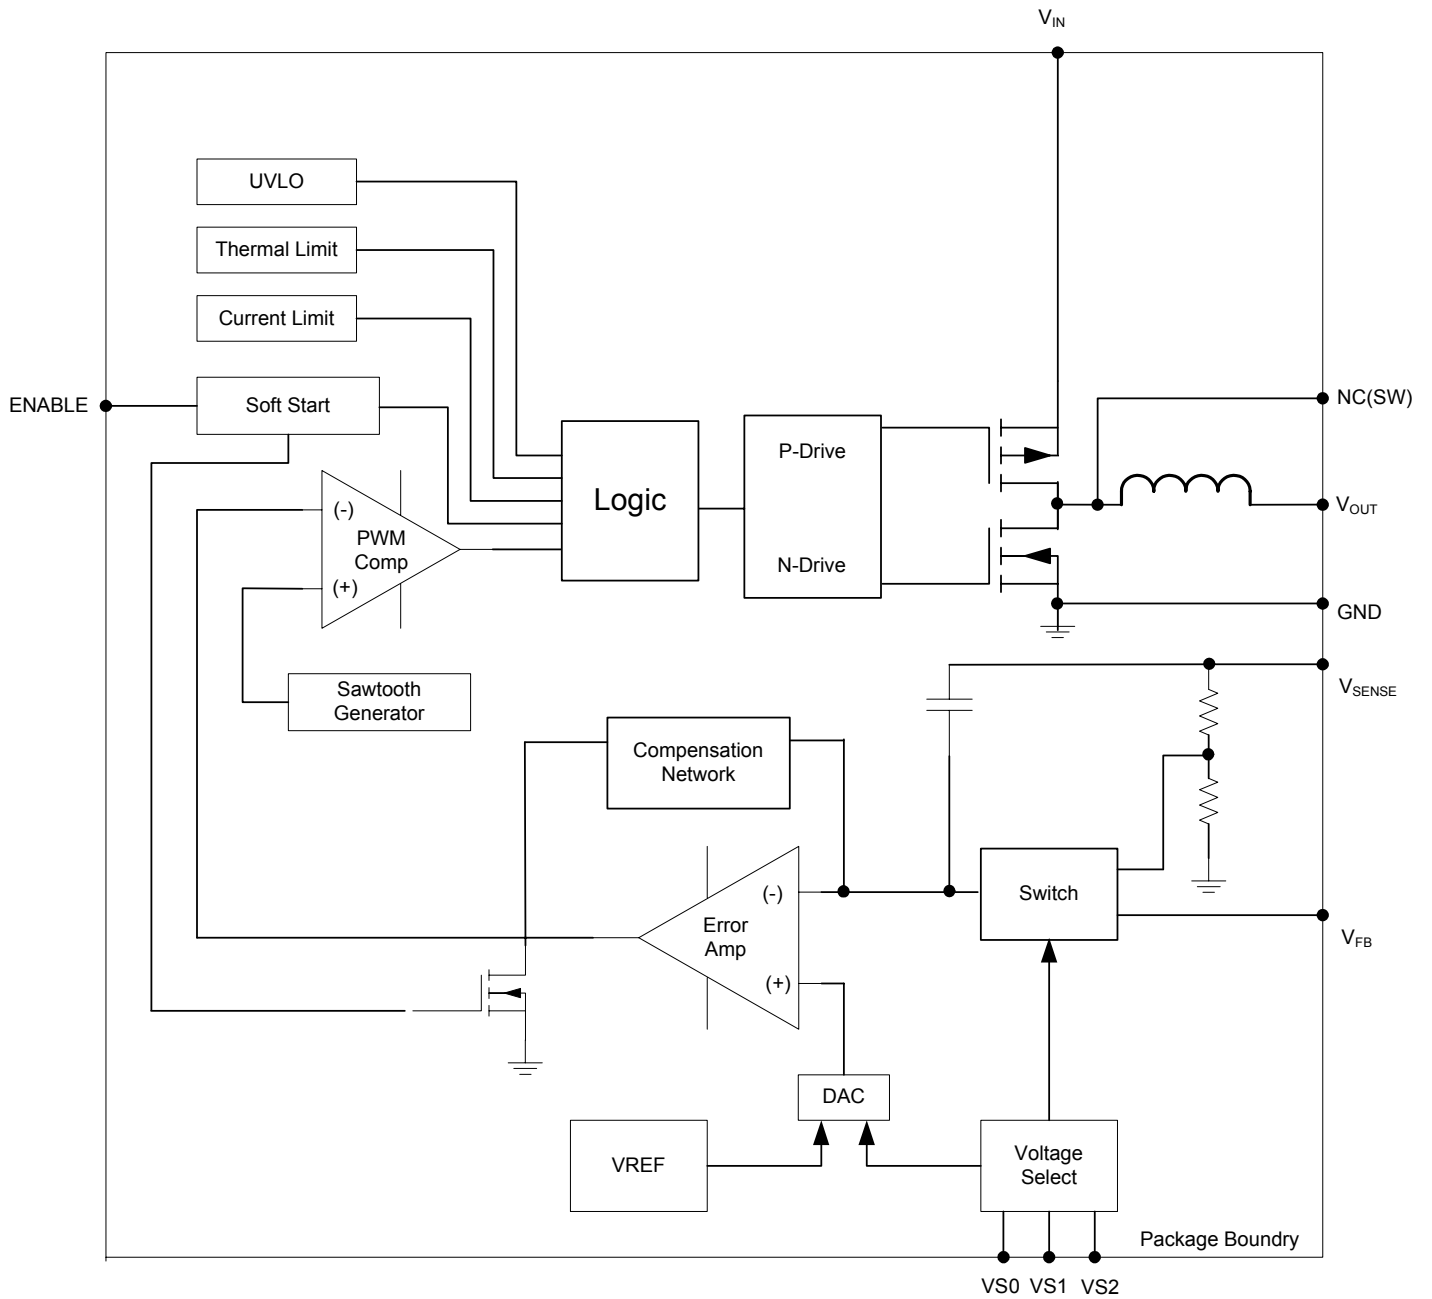 VIN
UVLO
Thermal Limit
Current Limit
NC(SW)
ENABLE
Soft Start
P-Drive
Logic
VOUT
(-)
PWM
Comp
N-Drive
(+)
GND
Sawtooth
Generator
VSENSE
Compensation
Network
Switch
(-)
Error
Amp
VFB
(+)
DAC
VREF
Voltage
Select
Package Boundry
VS0 VS1 VS2